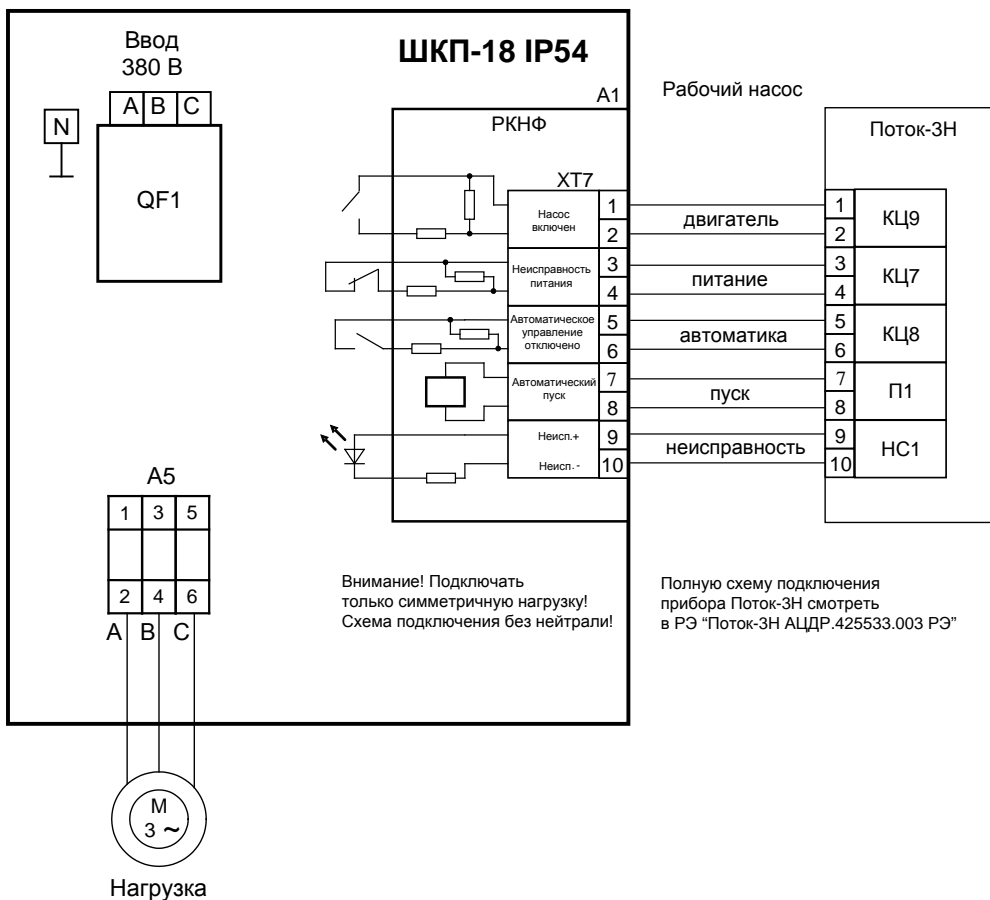 Ввод
380 В
ШКП-18 IP54
A B C
N
QF1
A1
РКНФ
XT7
Насос
включен
1
2
Неисправность
питания
3
4
Автоматическое
управление
отключено
5
6
Автоматический
пуск
7
8
Неисп.+
9
Неисп.-
10
Рабочий насос
двигатель
питание
автоматика
пуск
неисправность
Поток-3Н
1
2
КЦ9
3
4
КЦ7
5
6
КЦ8
7
8
П1
9
10
НС1
A5
1 3 5
2 4 6
A B C
Внимание! Подключать
только симметричную нагрузку!
Схема подключения без нейтрали!
Полную схему подключения
прибора Поток-3Н смотреть
в РЭ “Поток-3Н АЦДР.425533.003 РЭ”
М
3 ~
Нагрузка